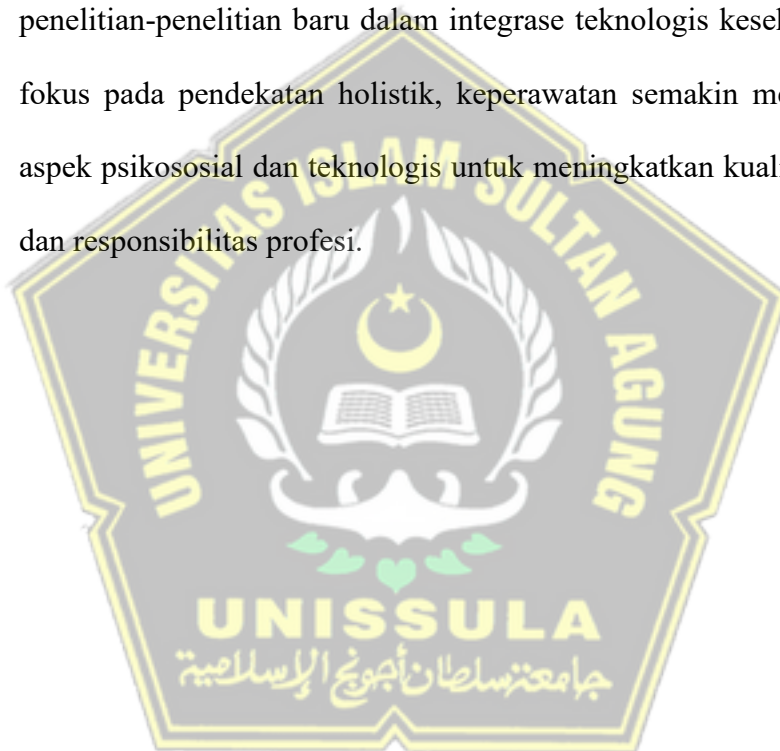 penelitian-penelitian baru dalam integrase teknologis
fokus pada pendekatan holistik, keperawatan semakin
aspek psikososial dan teknologis untuk meningkatkan
dan responsibilitas profesi.
UNIVERSITAS ISLAM SULTAN AGUNG
UNISSULA
جامعة سلطان أجونج الإسلامية